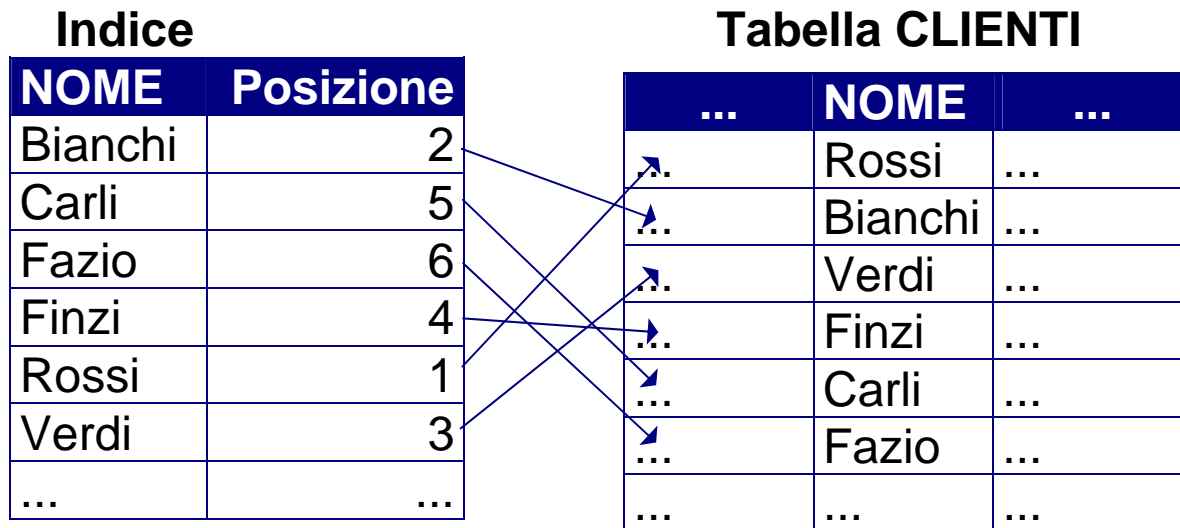 Indice
NOME Posizione
Bianchi 2
Carli 5
Fazio 6
Finzi 4
Rossi 1
Verdi 3
... ...
Tabella CLIENTI
... NOME ...
... Rossi ...
... Bianchi ...
... Verdi ...
... Finzi ...
... Carli ...
... Fazio ...
... ... ...